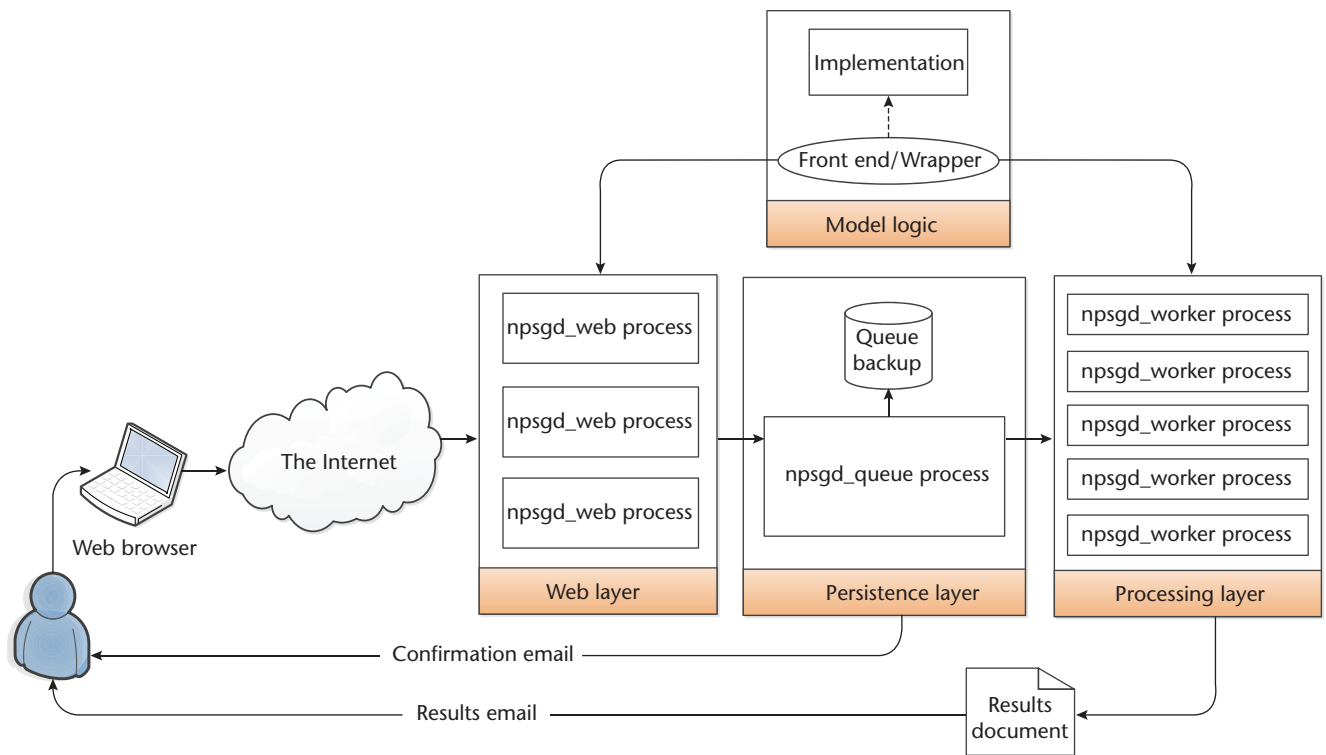 Implementation
Front end/Wrapper
Model logic
npsgd_web process
npsgd_web process
npsgd_web process
Web layer
Queue
backup
npsgd_queue process
Persistence layer
npsgd_worker process
npsgd_worker process
npsgd_worker process
npsgd_worker process
npsgd_worker process
Processing layer
The Internet
Web browser
Confirmation email
Results email
Results
document